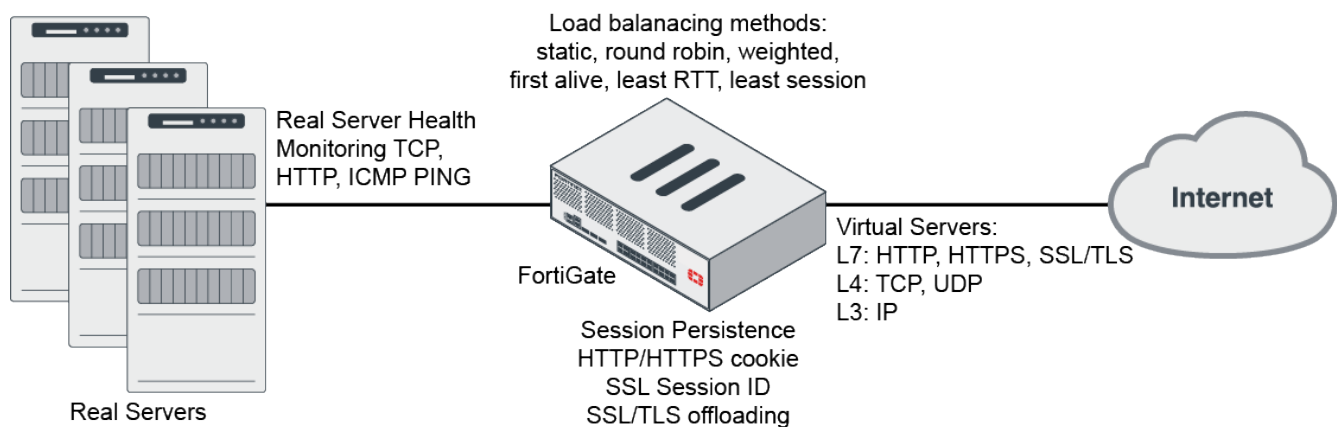 Load balanacing methods:
static, round robin, weighted,
first alive, least RTT, least session
Real Server Health
Monitoring TCP,
HTTP, ICMP PING
Internet
Virtual Servers:
L7: HTTP, HTTPS, SSL/TLS
L4: TCP, UDP
L3: IP
FortiGate
Session Persistence
HTTP/HTTPS cookie
SSL Session ID
SSL/TLS offloading
Real Servers